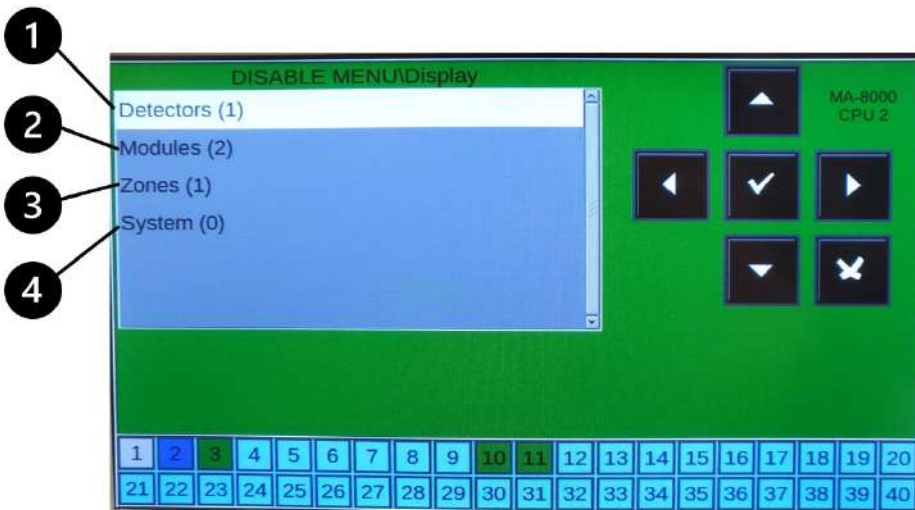 1
2
3
4
DISABLE MENU\Display
Detectors (1)
Modules (2)
Zones (1)
System (0)
MA-8000
CPU 2
1 2 3 4 5 6 7 8 9 10 11 12 13 14 15 16 17 18 19 20
21 22 23 24 25 26 27 28 29 30 31 32 33 34 35 36 37 38 39 40